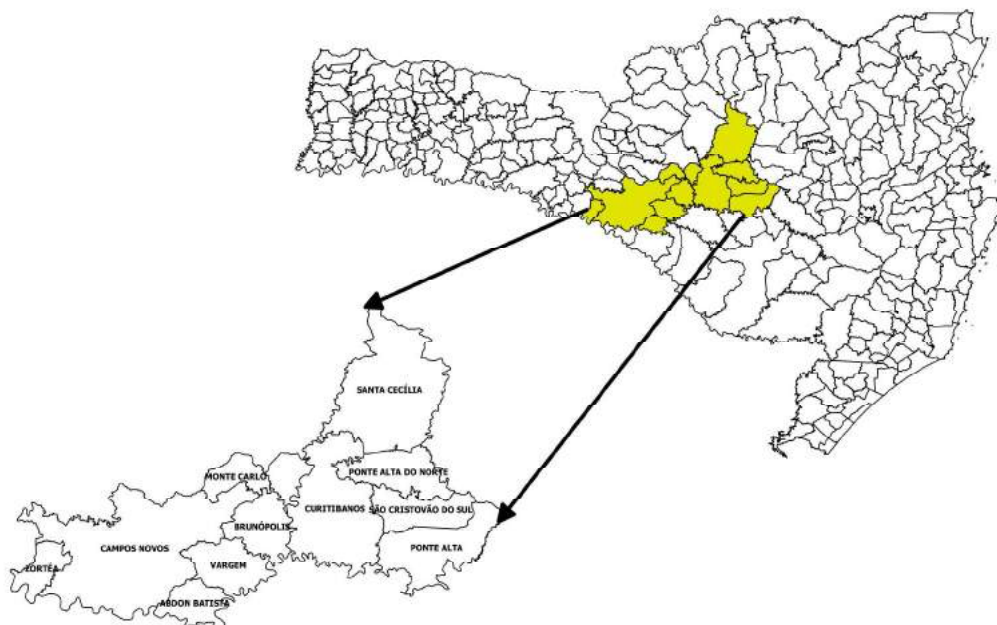 SANTA CECÍLIA
PONTE ALTA DO NORTE
MONTE CARLO
CURITIBANOS
SÃO CRISTOVÃO DO SUL
BRUNÓPOLIS
CAMPOS NOVOS
PONTE ALTA
VARGEM
ZORTÉA
ABDON BATISTA